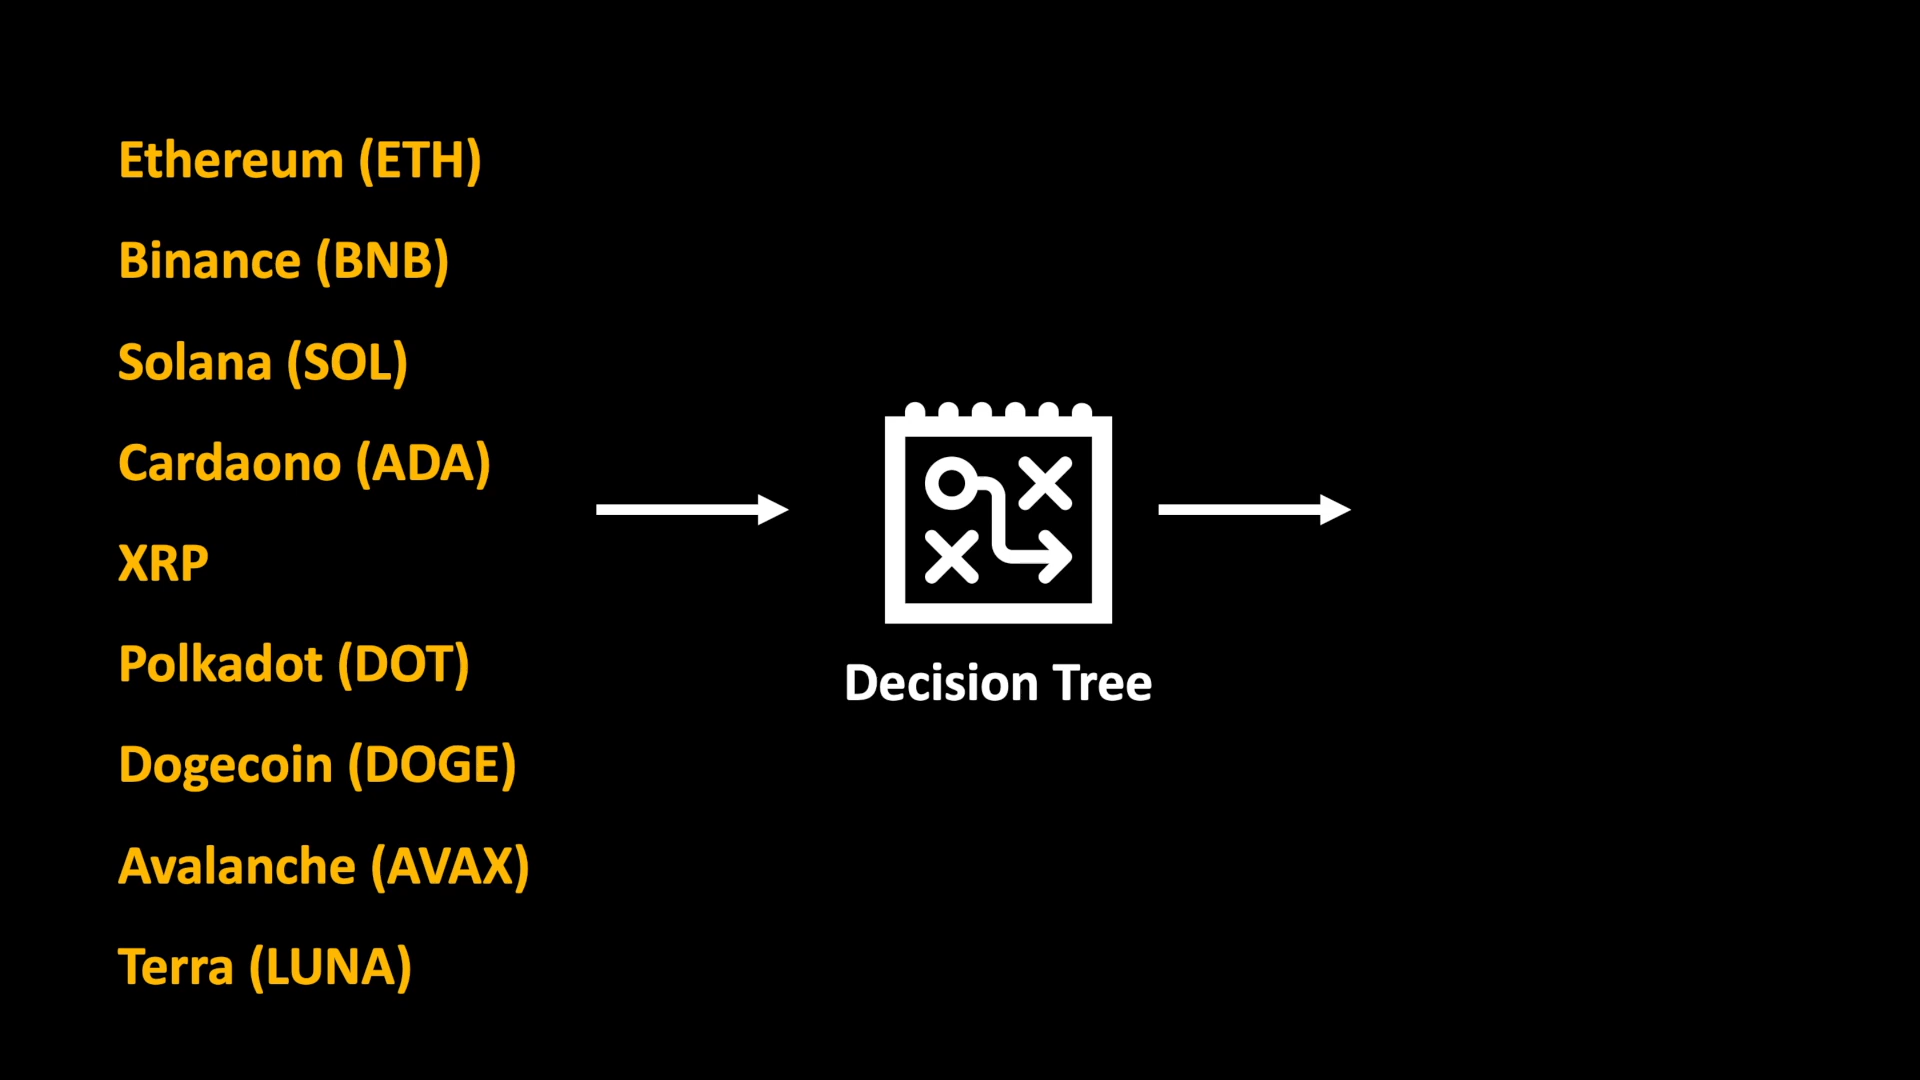 Ethereum (ETH)
Binance (BNB)
Solana (SOL)
Cardaono (ADA)
XRP
Polkadot (DOT)
Dogecoin (DOGE)
Avalanche (AVAX)
Terra (LUNA)
Decision Tree